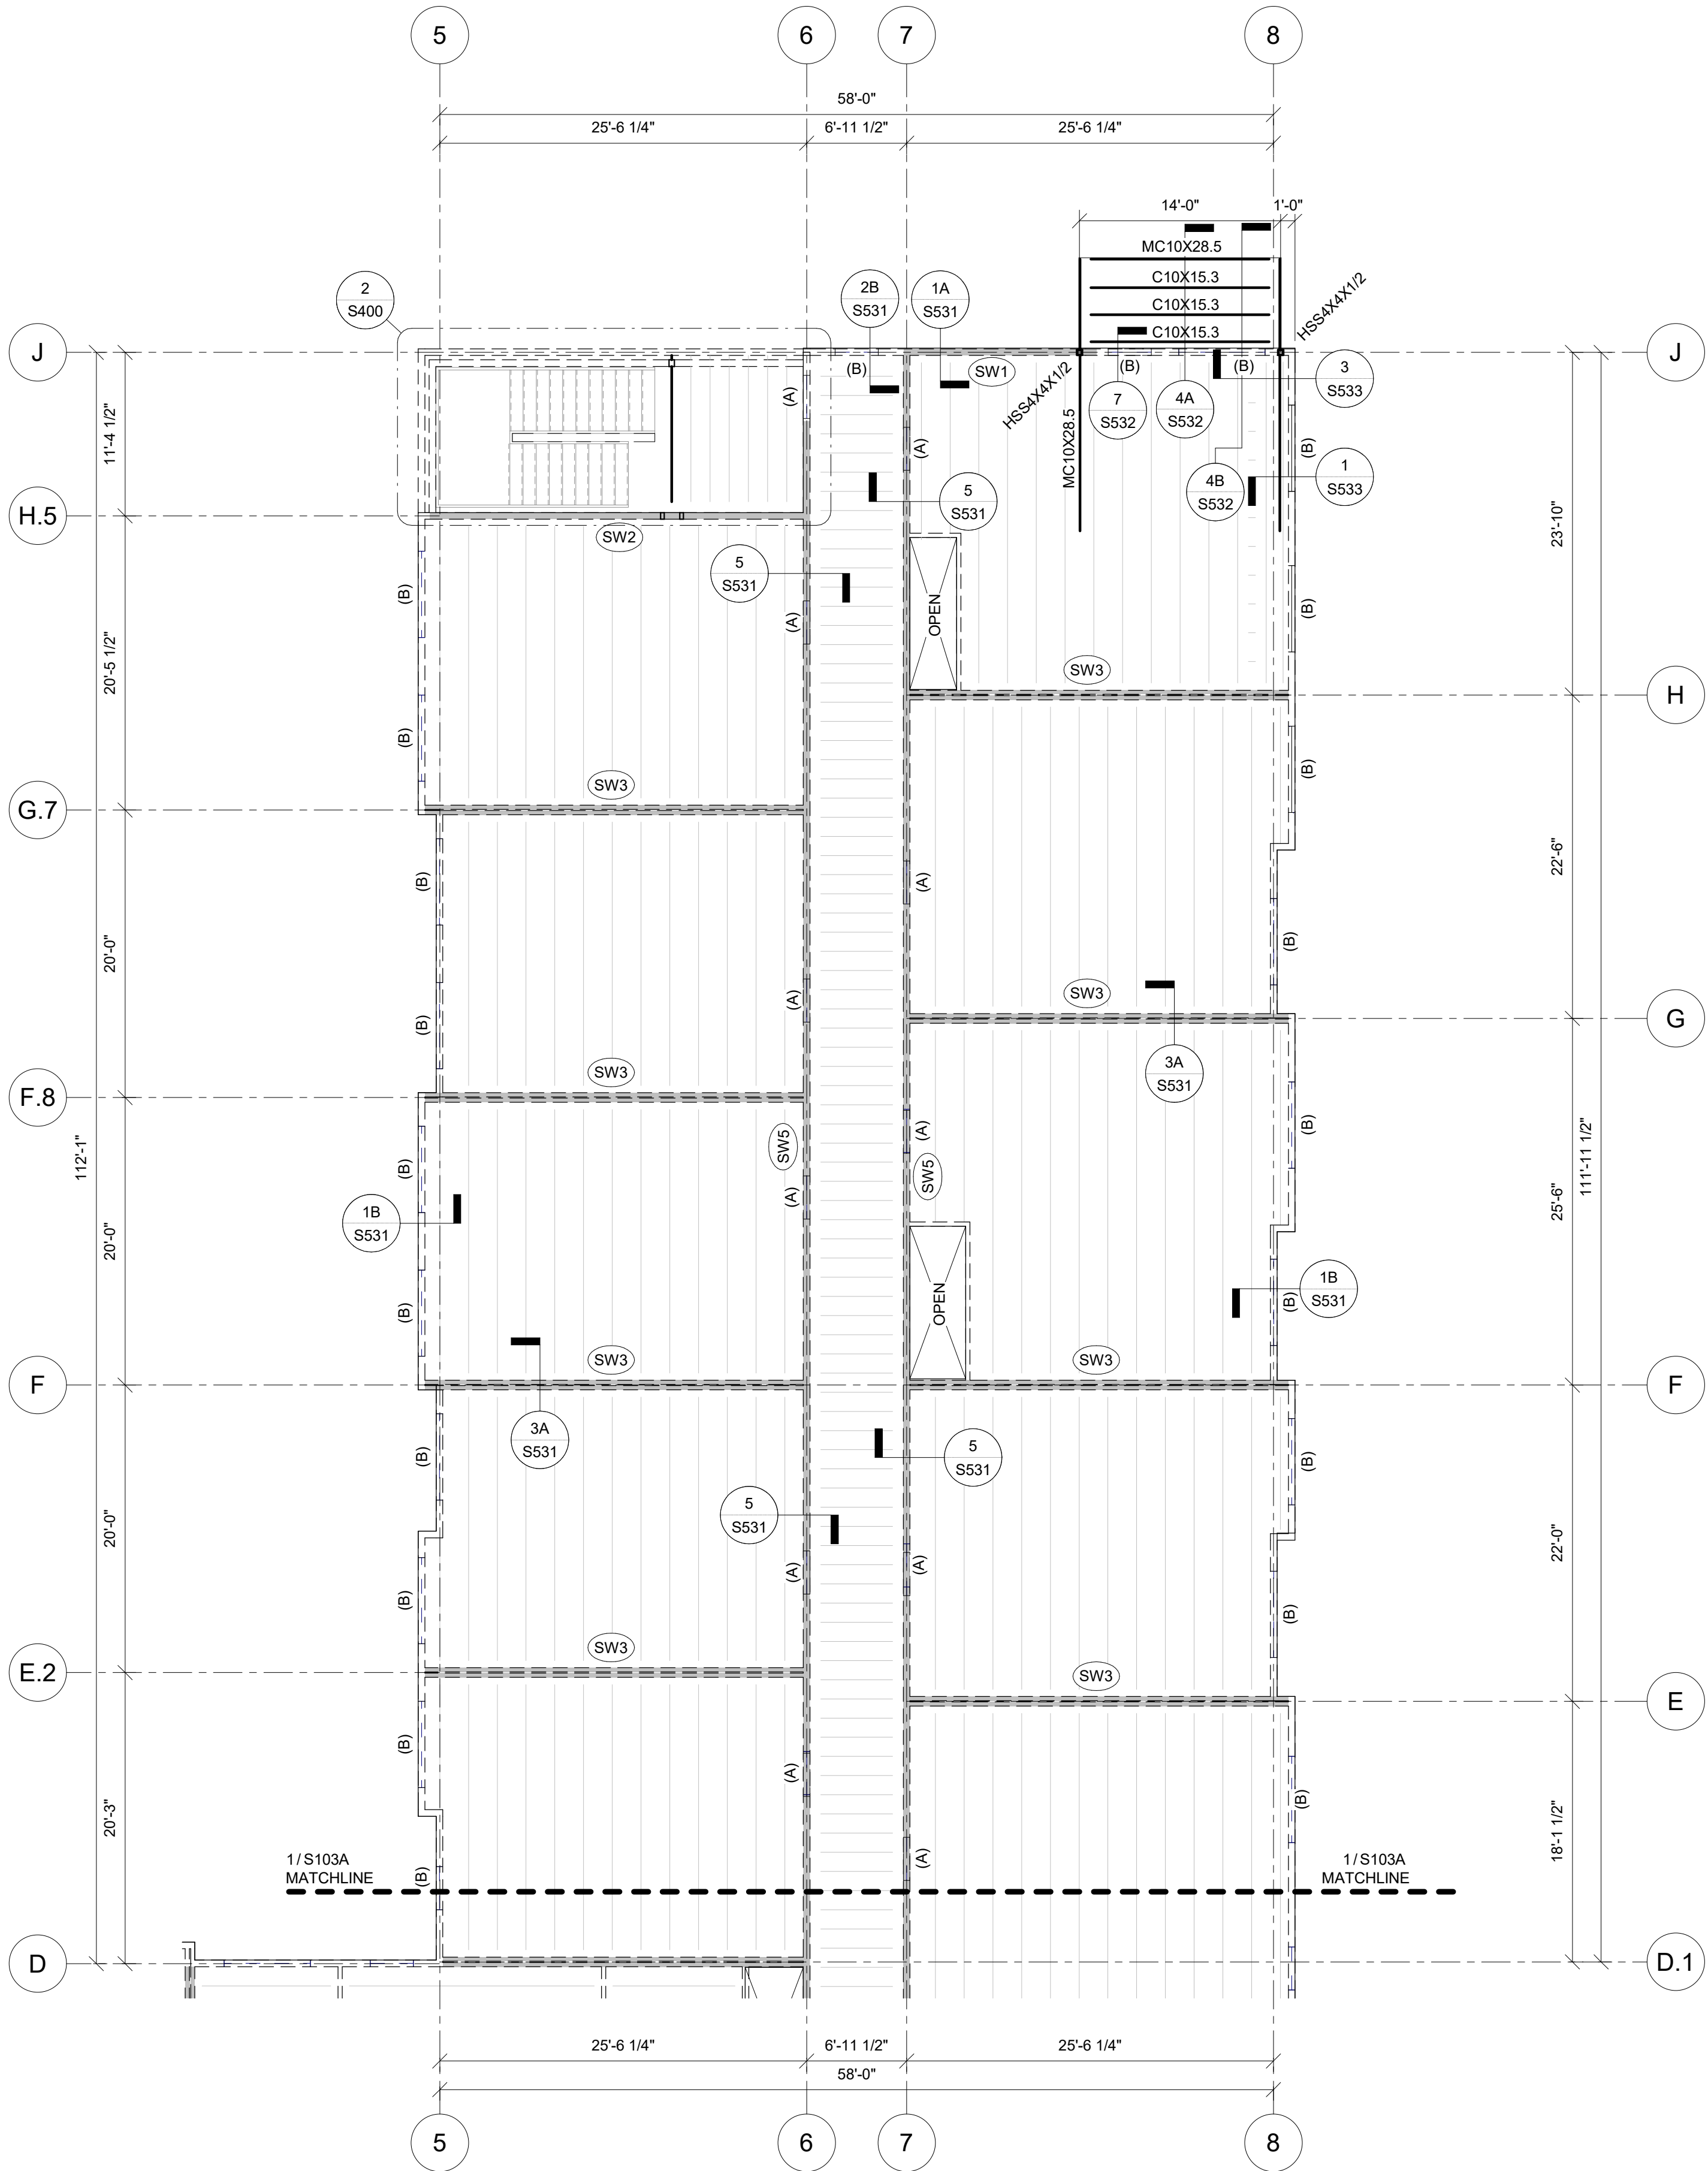 5
6
7
8
58'-0"
25'-6 1/4"
6'-11 1/2"
25'-6 1/4"
14'-0"
1'-0"
MC10X28.5
C10X15.3
C10X15.3
C10X15.3
HSS4X4X1/2
2
S400
2B
S531
1A
S531
J
J
(B)
SW1
HSS4X4X1/2
MC10X28.5
(B)
(B)
7
S532
4A
S532
3
S533
(A)
(A)
(B)
11'-4 1/2"
5
S531
4B
S532
1
S533
23'-10"
H.5
SW2
5
S531
(B)
(A)
OPEN
(B)
20'-5 1/2"
SW3
H
(B)
(B)
SW3
G.7
(B)
(A)
22'-6"
(B)
20'-0"
(B)
(A)
SW3
G
(B)
SW3
3A
S531
F.8
112'-1"
(B)
SW5
(A)
(A)
SW5
(B)
111'-11 1/2"
25'-6"
1B
S531
20'-0"
(B)
OPEN
(B)
1B
S531
SW3
SW3
F
F
3A
S531
(B)
5
S531
(B)
5
S531
20'-0"
(B)
(A)
(A)
(B)
22'-0"
SW3
SW3
E.2
E
(B)
(A)
(B)
20'-3"
(B)
(A)
18'-1 1/2"
1 / S103A
MATCHLINE
1 / S103A
MATCHLINE
D
D.1
25'-6 1/4"
6'-11 1/2"
25'-6 1/4"
58'-0"
5
6
7
8